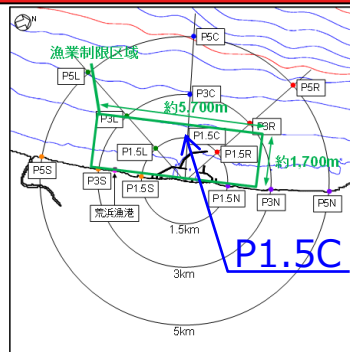 N
P5C
漁業制限区域
P5L
P5R
P3C
約5,700m
P3L
P3R
P1.5C
P1.5L
P1.5R
約1,700m
P5S
P3S
P1.5S
荒浜漁港
P1.5N
P3N
P5N
1.5km
P1.5C
3km
5km